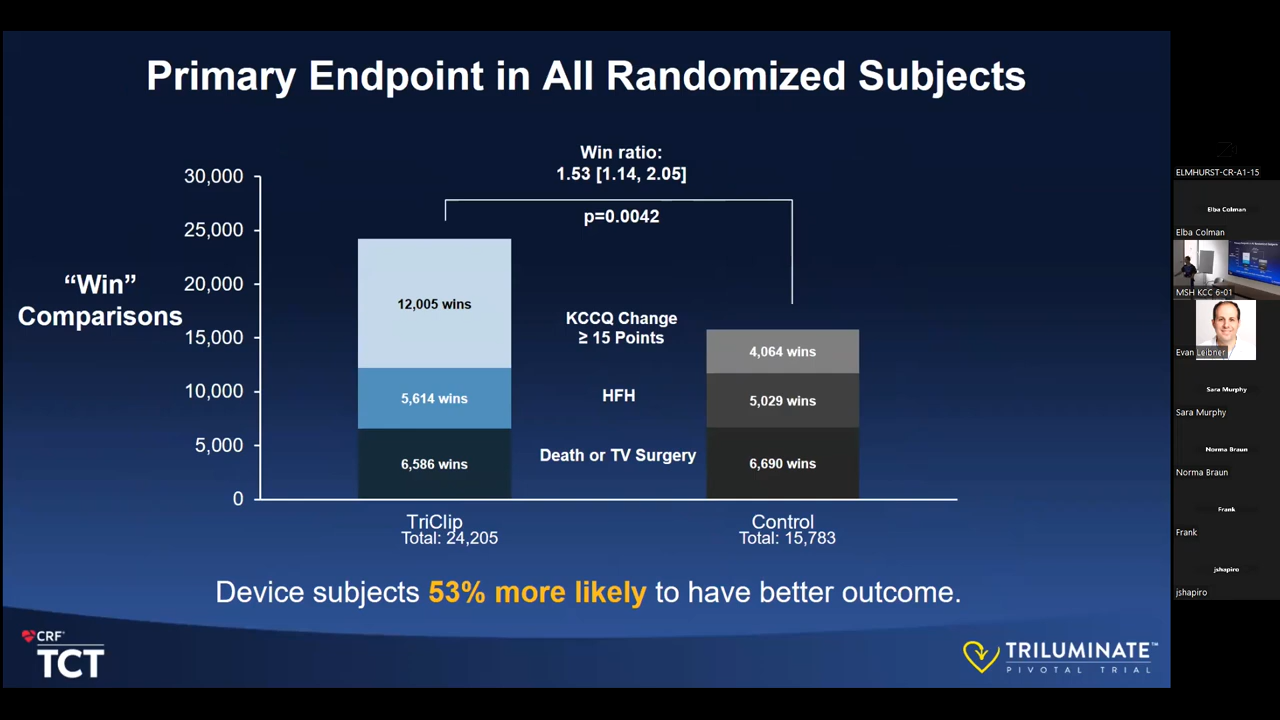 Primary Endpoint in All Randomized Subjects
Win ratio:
1.53 [1.14, 2.05]
p=0.0042
“Win”
Comparisons
30,000
25,000
20,000
15,000
10,000
5,000
0
12,005 wins
5,614 wins
6,586 wins
KCCQ Change
≥ 15 Points
HFH
Death or TV Surgery
4,064 wins
5,029 wins
6,690 wins
TriClip
Total: 24,205
Control
Total: 15,783
Device subjects 53% more likely to have better outcome.
CRF
TCT
TRILUMINATE™
PIVOTAL TRIAL
ELMHURST-CR-A1-15
Elba Colman
Elba Colman
MSH KCC 6-01
Evan Leibner
Sara Murphy
Sara Murphy
Norma Braun
Norma Braun
Frank
Frank
jshapiro
jshapiro